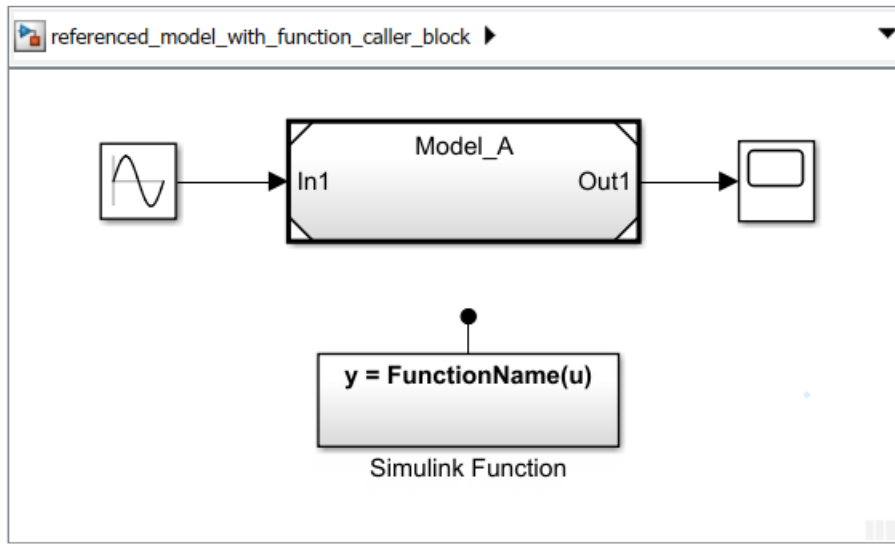 referenced_model_with_function_caller_block
Model_A
In1
Out1
y = FunctionName(u)
Simulink Function